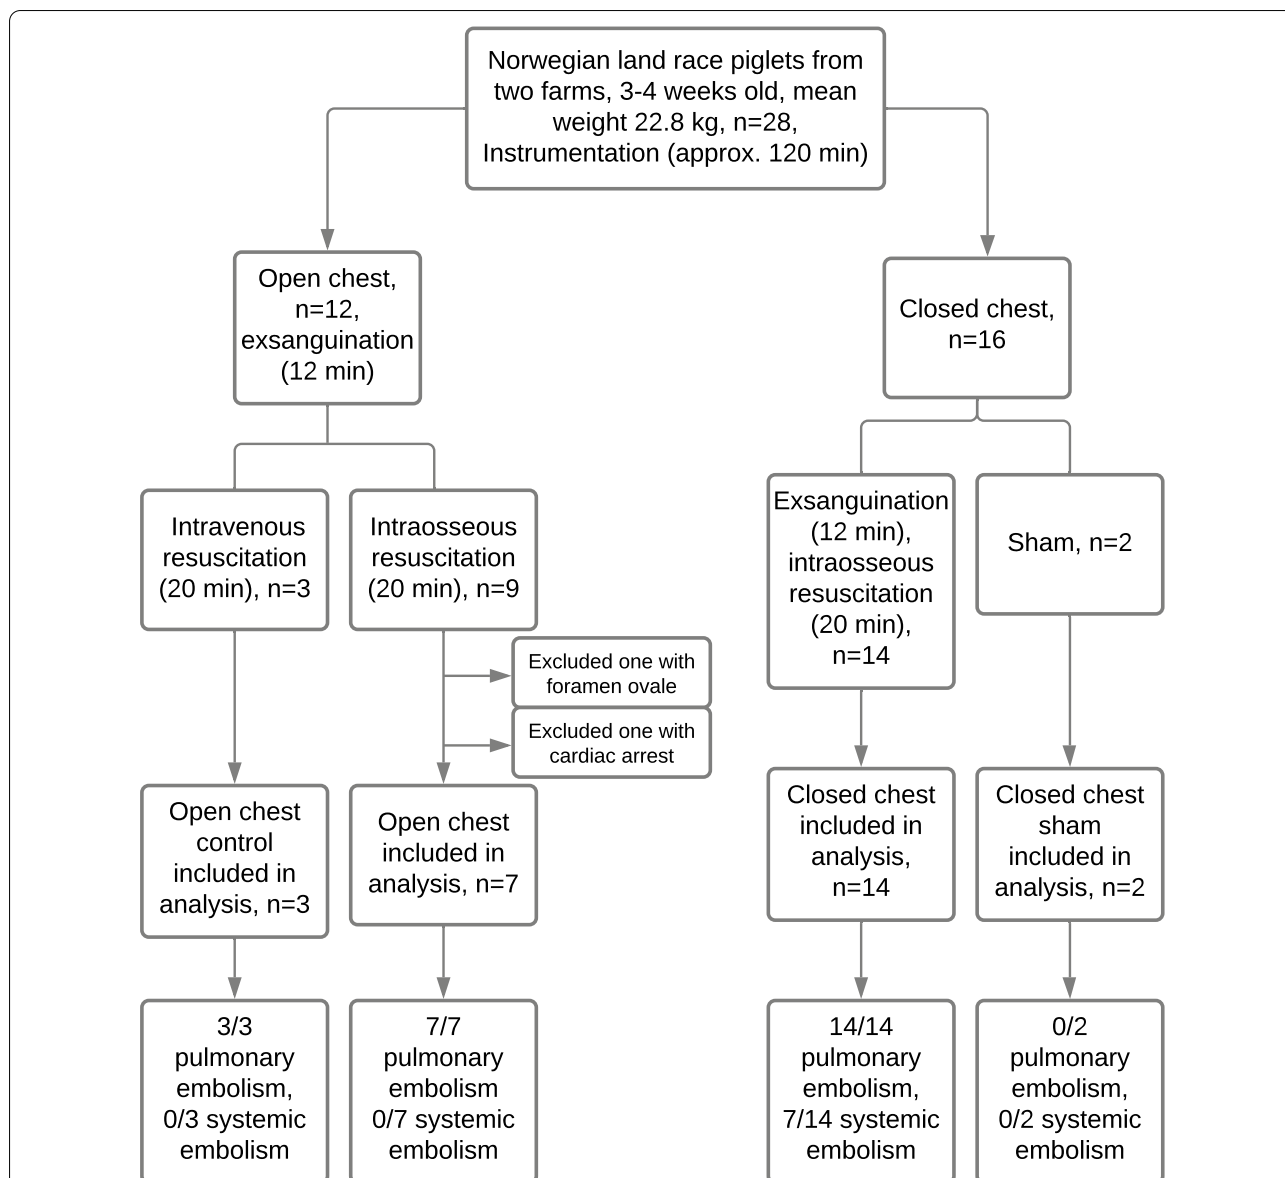 Norwegian land race piglets from
two farms, 3-4 weeks old, mean
weight 22.8 kg, n=28,
Instrumentation (approx. 120 min)
Open chest,
n=12,
exsanguination
(12 min)
Closed chest,
n=16
Intravenous
resuscitation
(20 min), n=3
Intraosseous
resuscitation
(20 min), n=9
Exsanguination
(12 min),
intraosseous
resuscitation
(20 min),
n=14
Sham, n=2
Excluded one with
foramen ovale
Excluded one with
cardiac arrest
Open chest
control
included in
analysis, n=3
Open chest
included in
analysis, n=7
Closed chest
included in
analysis,
n=14
Closed chest
sham
included in
analysis, n=2
3/3
pulmonary
embolism,
0/3 systemic
embolism
7/7
pulmonary
embolism
0/7 systemic
embolism
14/14
pulmonary
embolism,
7/14 systemic
embolism
0/2
pulmonary
embolism,
0/2 systemic
embolism